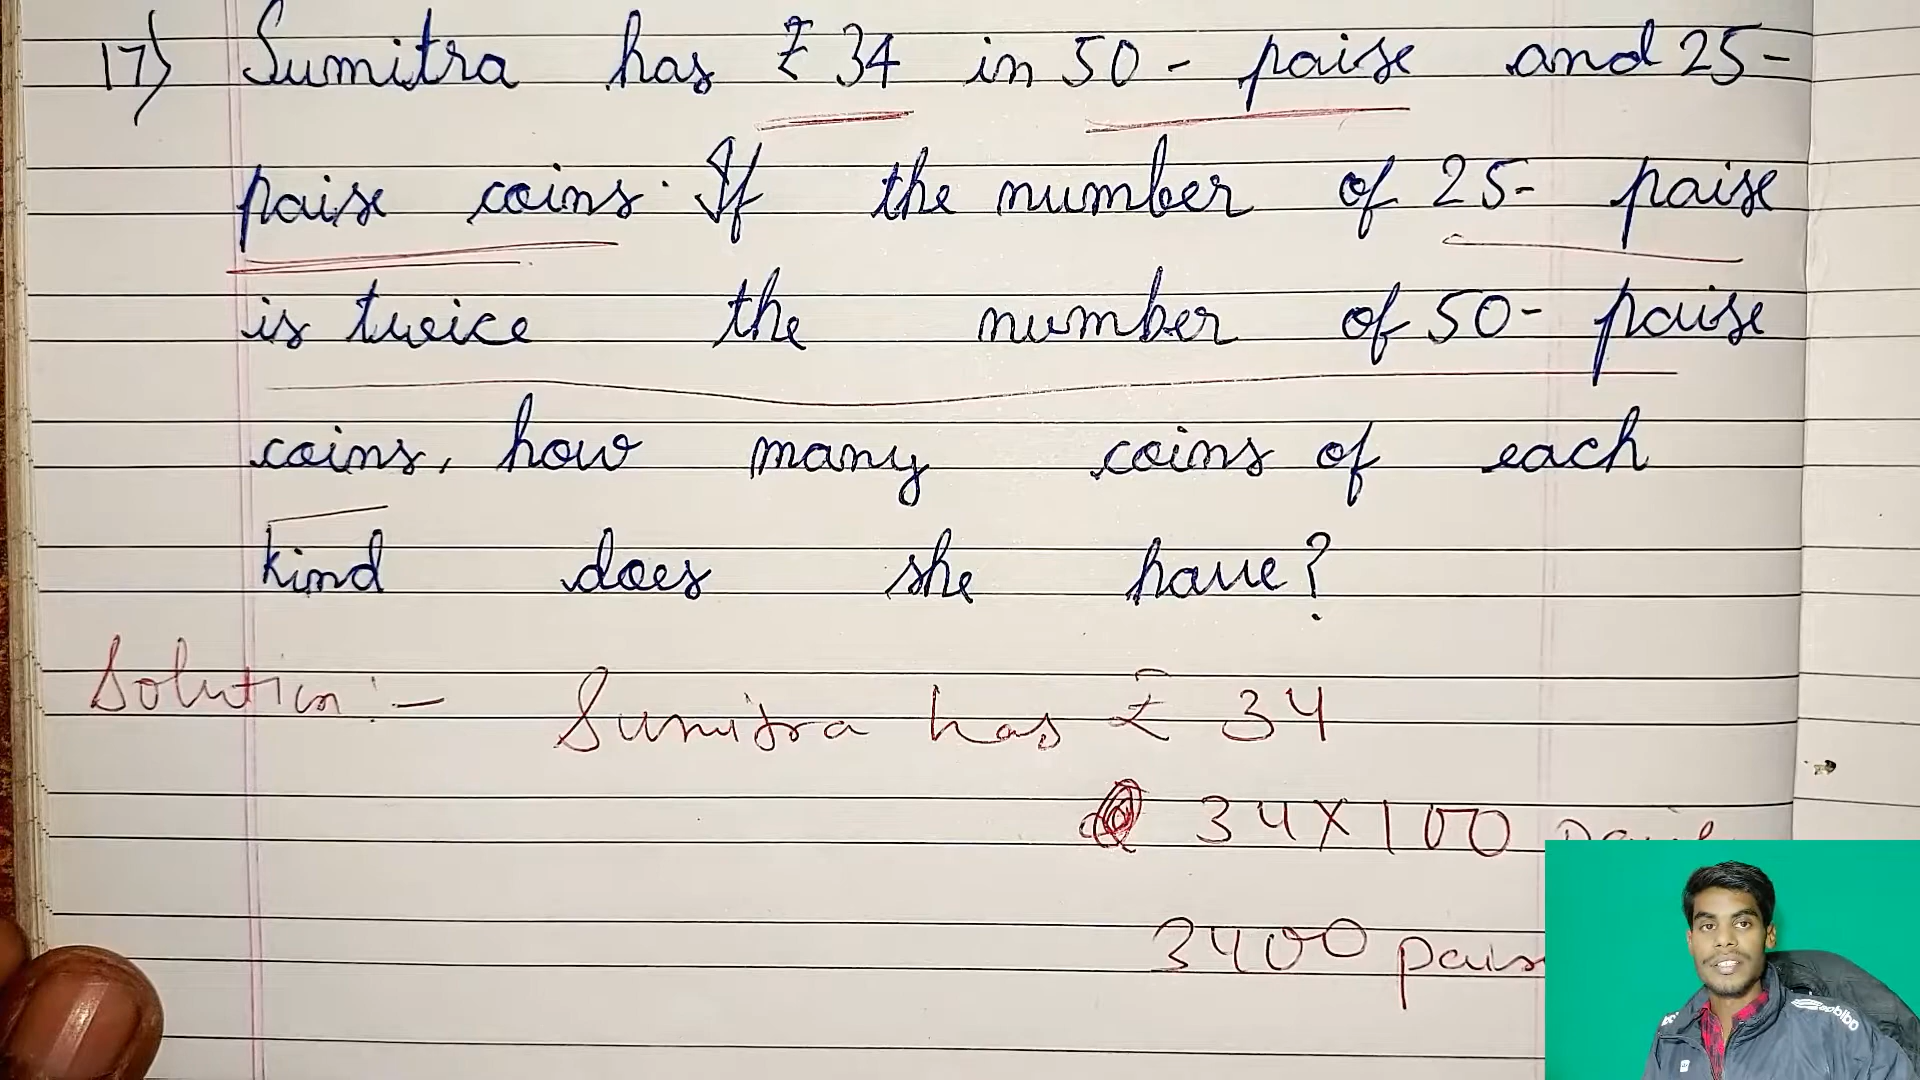 17) Sumitra has ₹ 34 in 50 - paise and 25 -
paise coins. If the number of 25 - paise
is twice the number of 50 - paise
coins, how many coins of each
kind does she have?
Solution :- Sumitra has ₹ 34
34 X 100
3400